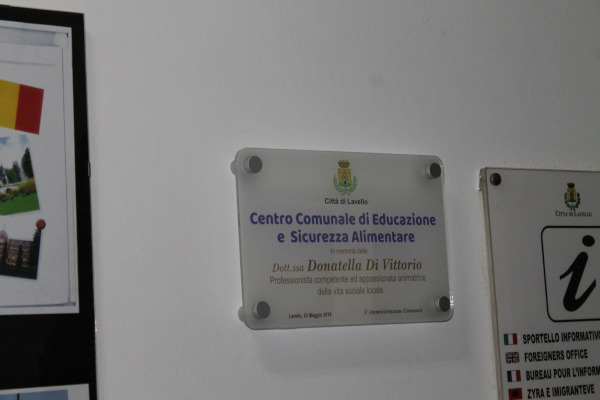 Città di Lavello
Centro Comunale di Educazione
e Sicurezza Alimentare
In memoria della
Dott.ssa Donatella Di Vittorio
Professionista competente ed appassionata animatrice
della vita sociale locale.
Lavello, 23 Maggio 2018
L'Amministrazione Comunale
CITTÀ DI LAVELLO
i
SPORTELLO INFORMATIVO
FOREIGNERS OFFICE
BUREAU POUR L'INFORM
ZYRA E IMIGRANTEVE